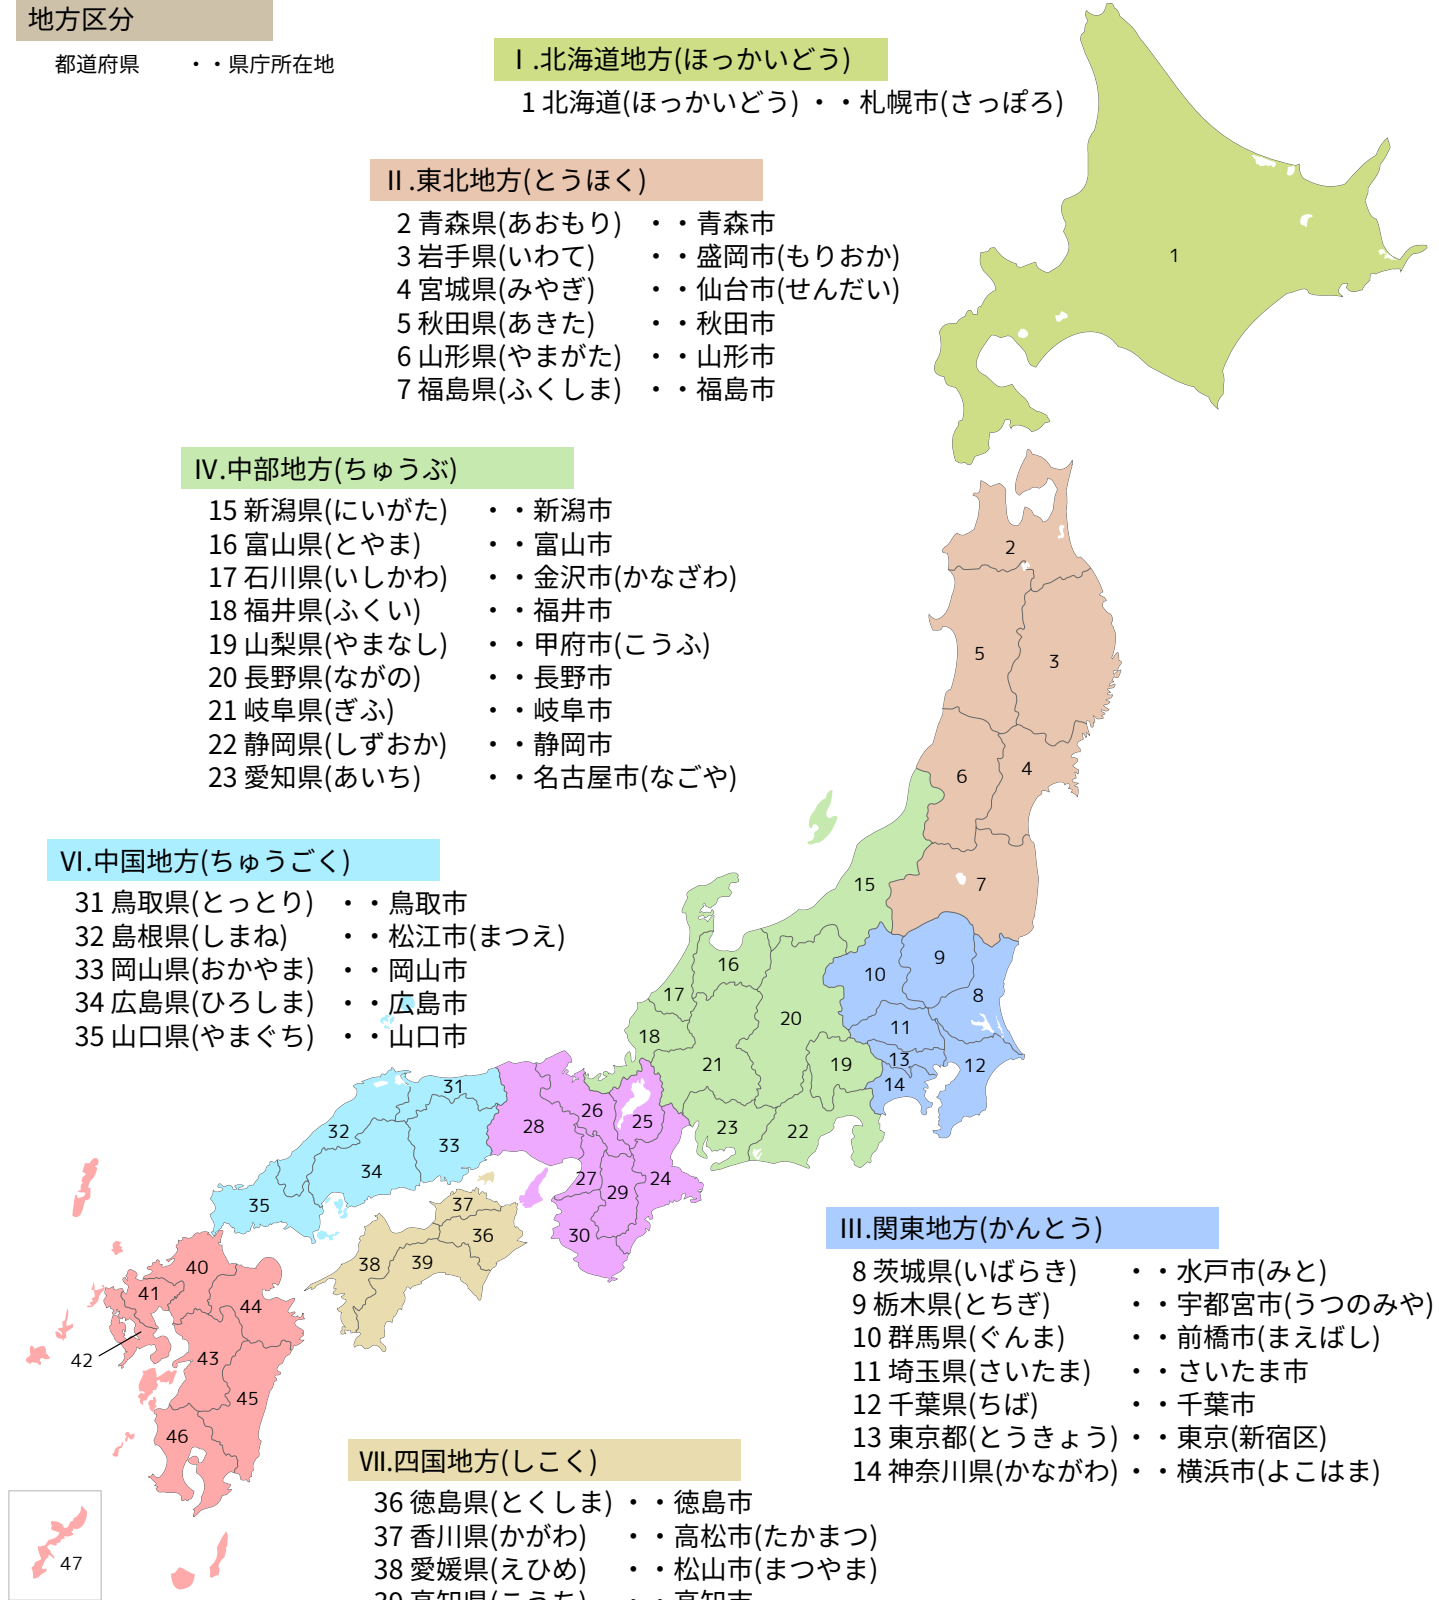 地方区分
都道府県 ・・県庁所在地
Ⅰ.北海道地方(ほっかいどう)
1 北海道(ほっかいどう) ・・札幌市(さっぽろ)
Ⅱ.東北地方(とうほく)
2 青森県(あおもり) ・・青森市
3 岩手県(いわて) ・・盛岡市(もりおか)
4 宮城県(みやぎ) ・・仙台市(せんだい)
5 秋田県(あきた) ・・秋田市
6 山形県(やまがた) ・・山形市
7 福島県(ふくしま) ・・福島市
Ⅳ.中部地方(ちゅうぶ)
15 新潟県(にいがた) ・・新潟市
16 富山県(とやま) ・・富山市
17 石川県(いしかわ) ・・金沢市(かなざわ)
18 福井県(ふくい) ・・福井市
19 山梨県(やまなし) ・・甲府市(こうふ)
20 長野県(ながの) ・・長野市
21 岐阜県(ぎふ) ・・岐阜市
22 静岡県(しずおか) ・・静岡市
23 愛知県(あいち) ・・名古屋市(なごや)
Ⅵ.中国地方(ちゅうごく)
31 鳥取県(とっとり) ・・鳥取市
32 島根県(しまね) ・・松江市(まつえ)
33 岡山県(おかやま) ・・岡山市
34 広島県(ひろしま) ・・広島市
35 山口県(やまぐち) ・・山口市
Ⅲ.関東地方(かんとう)
8 茨城県(いばらき) ・・水戸市(みと)
9 栃木県(とちぎ) ・・宇都宮市(うつのみや)
10 群馬県(ぐんま) ・・前橋市(まえばし)
11 埼玉県(さいたま) ・・さいたま市
12 千葉県(ちば) ・・千葉市
13 東京都(とうきょう) ・・東京(新宿区)
14 神奈川県(かながわ) ・・横浜市(よこはま)
Ⅶ.四国地方(しこく)
36 徳島県(とくしま) ・・徳島市
37 香川県(かがわ) ・・高松市(たかまつ)
38 愛媛県(えひめ) ・・松山市(まつやま)
39 高知県(こうち) ・・高知市
1
2
5
3
6
4
7
15
9
10
8
16
17
20
11
18
13
21
19
12
14
31
26
25
28
23
22
32
33
34
27
24
29
35
37
30
36
38
39
40
41
44
42
43
45
46
47